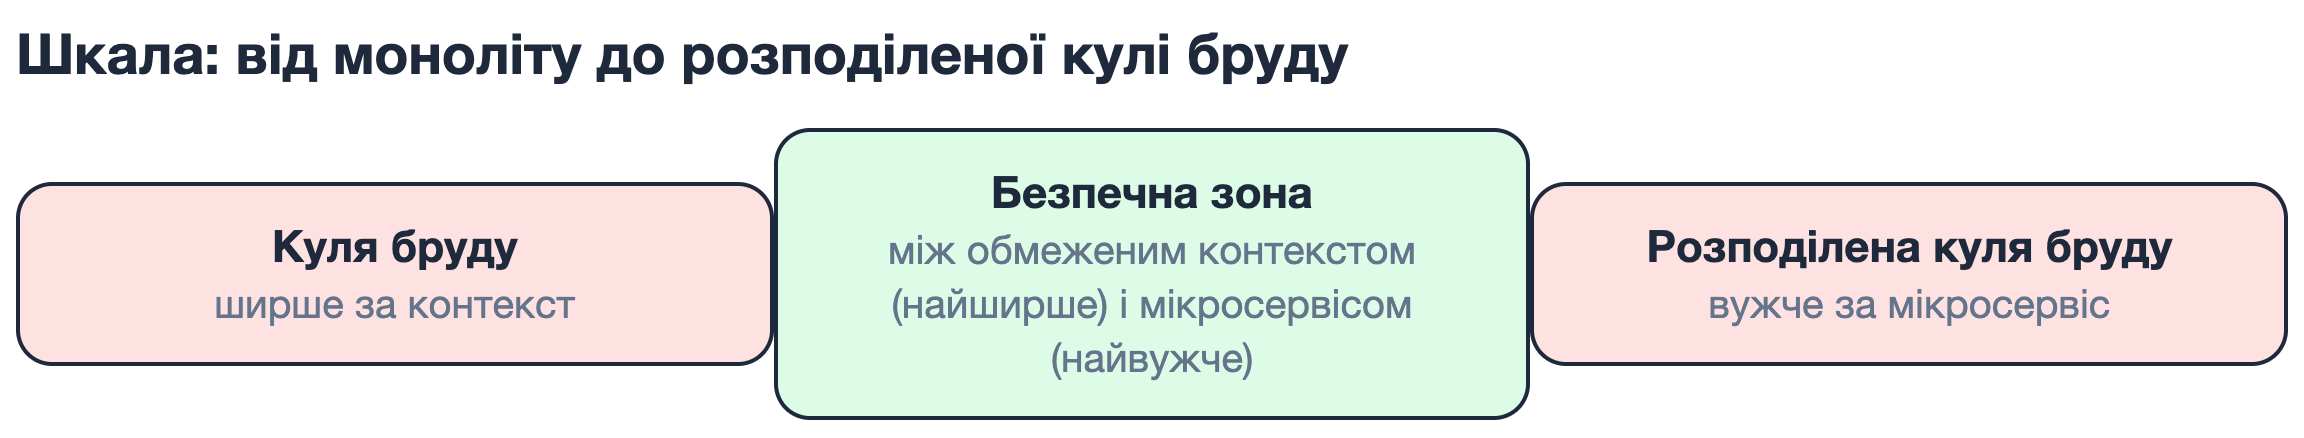 Шкала: від моноліту до розподіленої кулі бруду
Куля бруду
ширше за контекст
Безпечна зона
між обмеженим контекстом
(найширше) і мікросервісом
(найвужче)
Розподілена куля бруду
вужче за мікросервіс